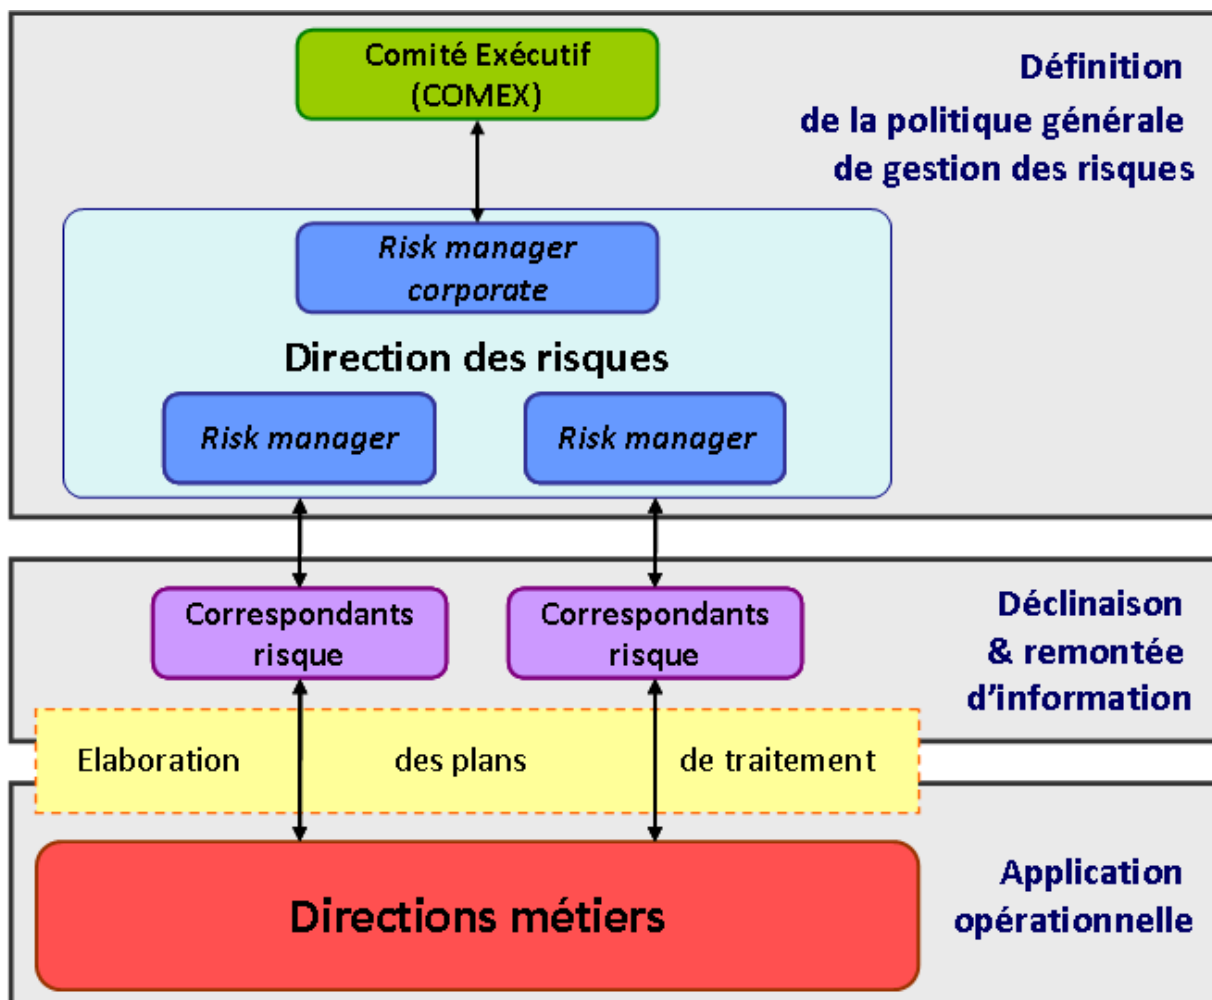 Comité Exécutif
(COMEX)
Définition
de la politique générale
de gestion des risques
Risk manager
corporate
Direction des risques
Risk manager
Risk manager
Correspondants
risque
Correspondants
risque
Déclinaison
& remontée
d'information
Elaboration des plans de traitement
Directions métiers
Application
opérationnelle